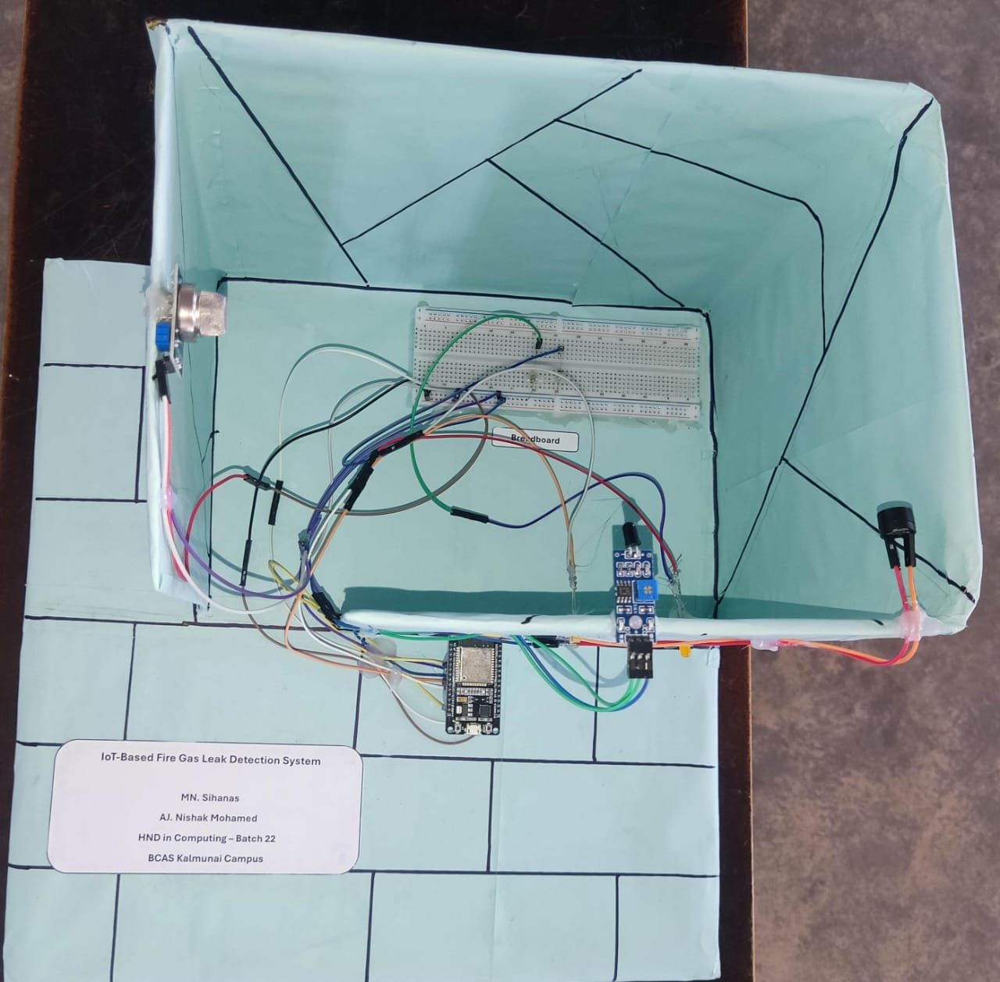 Breadboard
IoT-Based Fire Gas Leak Detection System
MN. Sihanas
AJ. Nishak Mohamed
HND in Computing – Batch 22
BCAS Kalmunai Campus